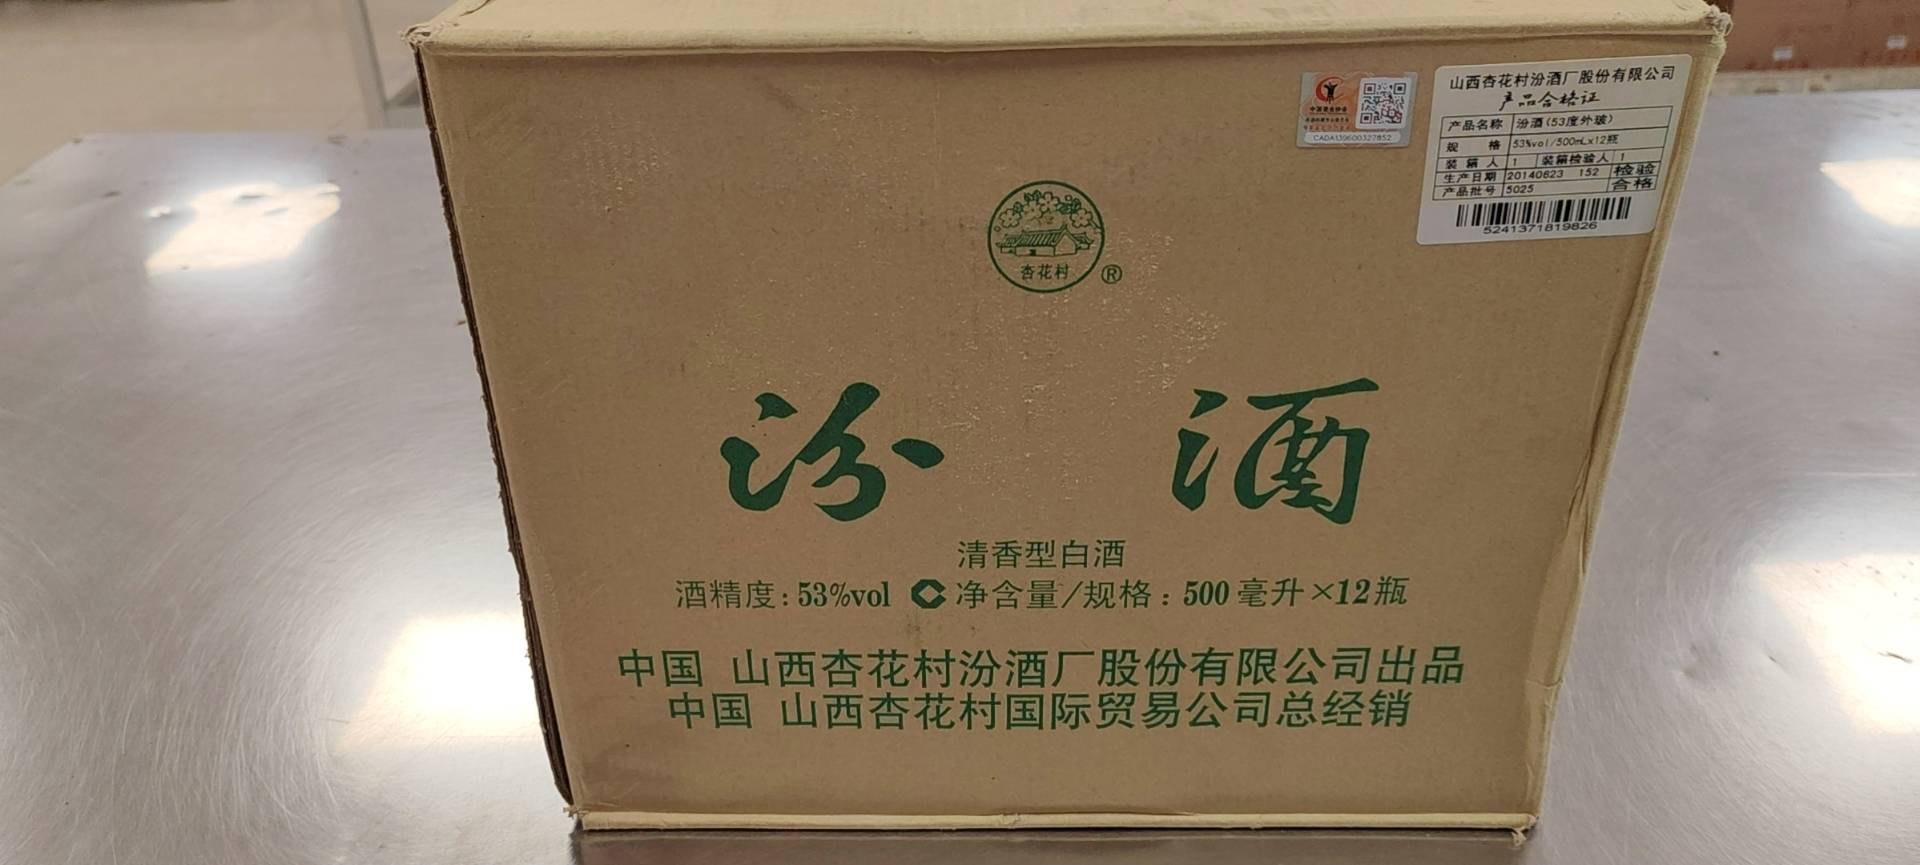 山西杏花村汾酒厂股份有限公司
产品合格证
产品名称 汾酒(53度外玻)
规 格 53%vol/500mL×12瓶
装箱人 1 装箱检验人 1
生产日期 20140623 152 检验
产品批号 5025 合格
5241371819826
CADA139600327852
杏花村
®
汾 酒
清香型白酒
酒精度: 53%vol 净含量/规格: 500毫升×12瓶
中国 山西杏花村汾酒厂股份有限公司出品
中国 山西杏花村国际贸易公司总经销